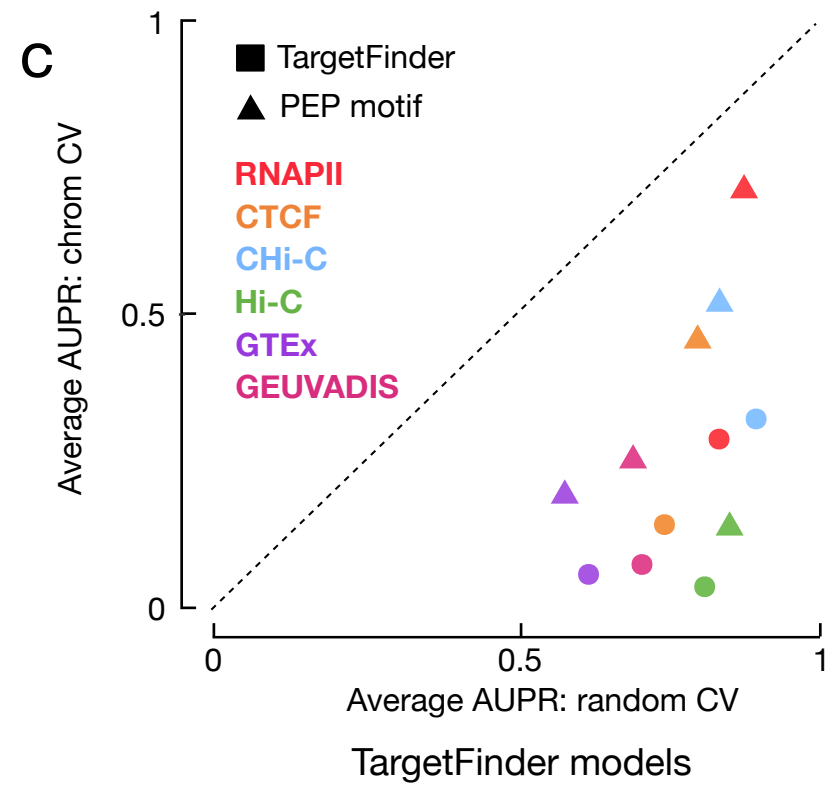 C
1
TargetFinder
PEP motif
RNAPII
CTCF
CHi-C
Hi-C
GTEx
GEUVADIS
Average AUPR: chrom CV
0.5
0
0 0.5 1
Average AUPR: random CV
TargetFinder models